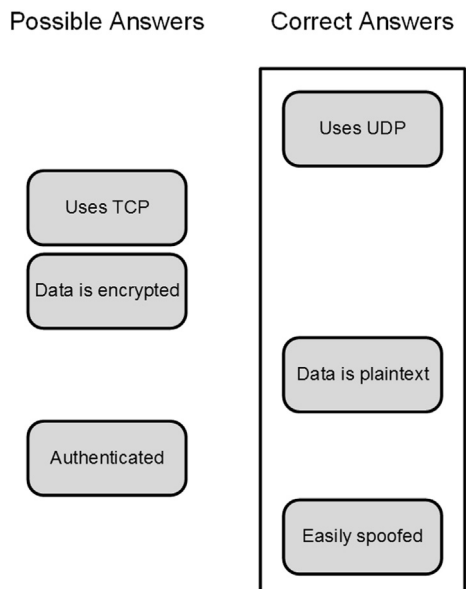 Possible Answers
Correct Answers
Uses UDP
Uses TCP
Data is encrypted
Data is plaintext
Authenticated
Easily spoofed